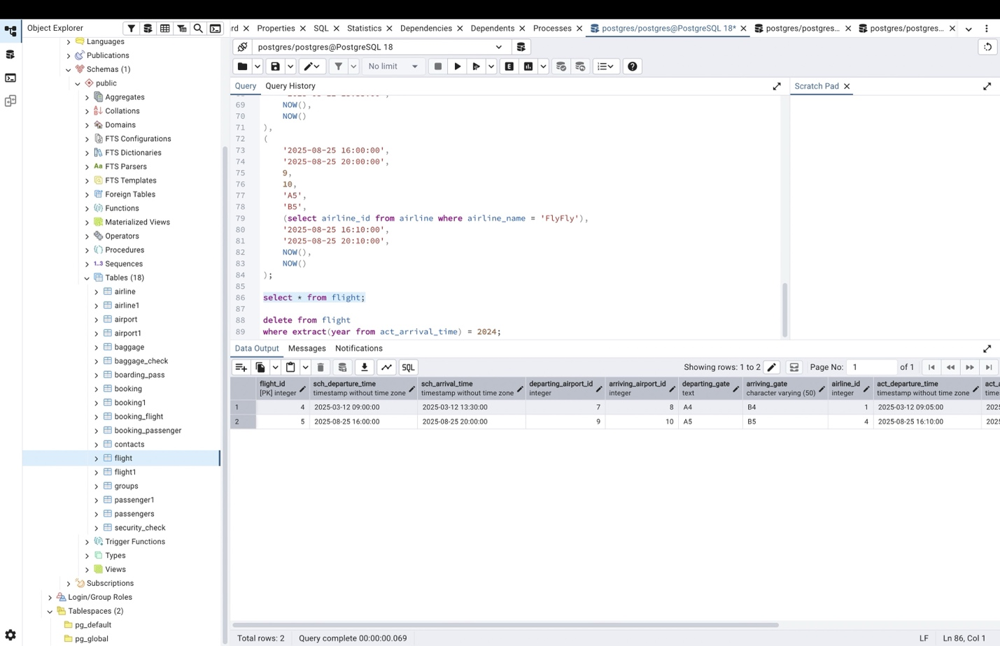 Object Explorer
rd
Properties
SQL
Statistics
Dependencies
Dependents
Processes
postgres/postgres@PostgreSQL 18*
postgres/postgres...
postgres/postgres...
postgres/postgres@PostgreSQL 18
No limit
E
Query
Query History
Scratch Pad
Languages
Publications
Schemas (1)
public
Aggregates
Collations
Domains
FTS Configurations
FTS Dictionaries
Aa FTS Parsers
FTS Templates
Foreign Tables
Functions
Materialized Views
Operators
Procedures
1..3 Sequences
Tables (18)
airline
airline1
airport
airport1
baggage
baggage_check
boarding_pass
booking
booking1
booking_flight
booking_passenger
contacts
flight
flight1
groups
passenger1
passengers
security_check
Trigger Functions
Types
Views
Subscriptions
Login/Group Roles
Tablespaces (2)
pg_default
pg_global
69 NOW(),
70 NOW()
71 ),
72 (
73 '2025-08-25 16:00:00',
74 '2025-08-25 20:00:00',
75 9,
76 10,
77 'A5',
78 'B5',
79 (select airline_id from airline where airline_name = 'FlyFly'),
80 '2025-08-25 16:10:00',
81 '2025-08-25 20:10:00',
82 NOW(),
83 NOW()
84 );
85
86 select * from flight;
87
88 delete from flight
89 where extract(year from act_arrival_time) = 2024;
Data Output
Messages
Notifications
SQL
Showing rows: 1 to 2
Page No: 1 of 1
flight_id
[PK] integer
sch_departure_time
timestamp without time zone
sch_arrival_time
timestamp without time zone
departing_airport_id
integer
arriving_airport_id
integer
departing_gate
text
arriving_gate
character varying (50)
airline_id
integer
act_departure_time
timestamp without time zone
act_a
time
1 4 2025-03-12 09:00:00 2025-03-12 13:30:00 7 8 A4 B4 1 2025-03-12 09:05:00 202
2 5 2025-08-25 16:00:00 2025-08-25 20:00:00 9 10 A5 B5 4 2025-08-25 16:10:00 202
Total rows: 2
Query complete 00:00:00.069
LF
Ln 86, Col 1